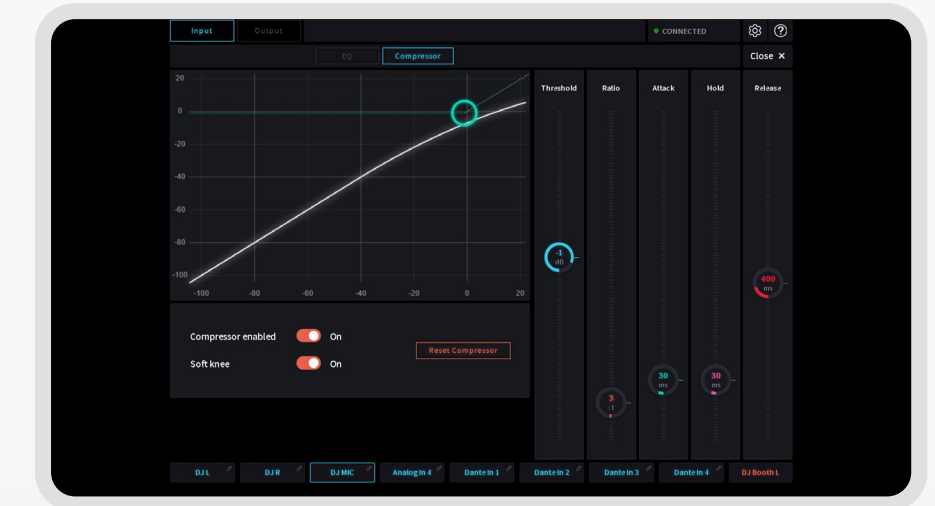 Input Output CONNECTED ?
EQ Compressor Close ×
20
0
-20
-40
-60
-80
-100
-100 -80 -60 -40 -20 0 20
Threshold Ratio Attack Hold Release
-1
dB
400
ms
30
ms
30
ms
3
:1
Compressor enabled On
Soft knee On
Reset Compressor
DJ L DJ R DJ MIC Analog In 4 Dante In 1 Dante In 2 Dante In 3 Dante In 4 DJ Booth L